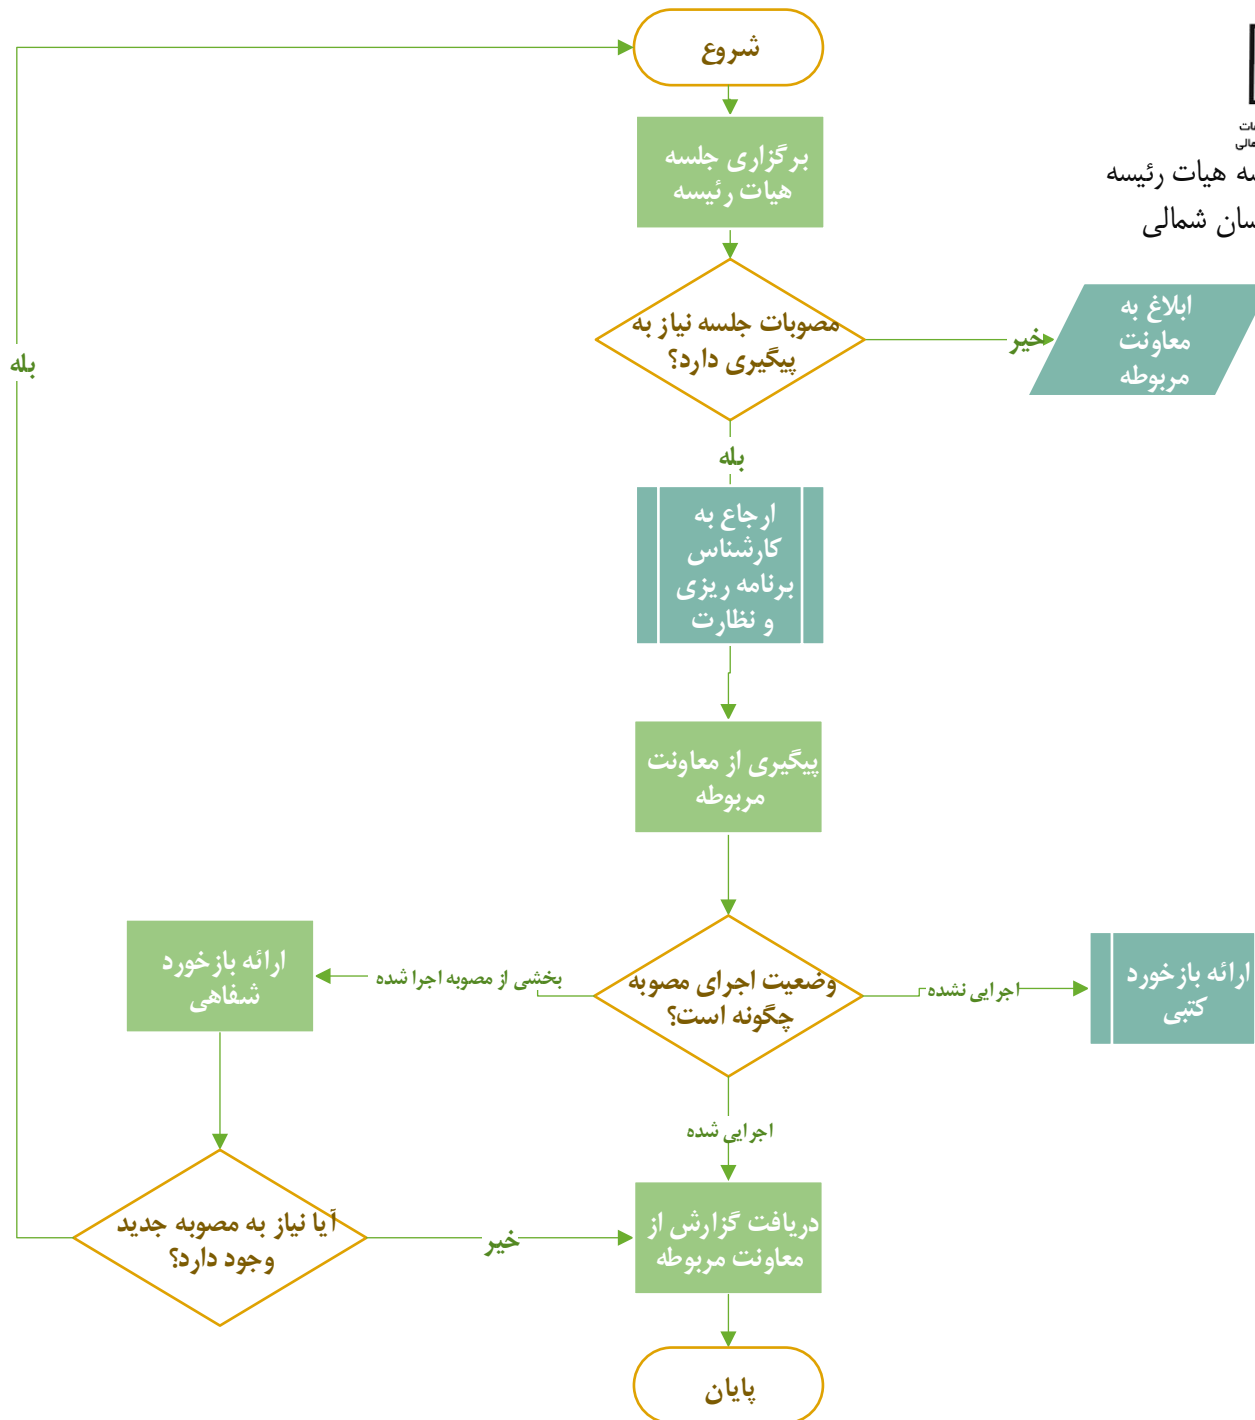 شروع
برگزاری جلسه
هیات رئیسه
هیات رئیسه
شمالی
مصوبات جلسه نیاز به
پیگیری دارد؟
خیر
ابلاغ به
معاونت
مربوطه
بله
بله
ارجاع به
کارشناس
برنامه ریزی
و نظارت
پیگیری از معاونت
مربوطه
وضعیت اجرای مصوبه
چگونه است؟
اجرایی نشده
ارائه بازخورد
کتبی
بخشی از مصوبه اجرا شده
ارائه بازخورد
شفاهی
اجرایی شده
آیا نیاز به مصوبه جدید
وجود دارد؟
خیر
دریافت گزارش از
معاونت مربوطه
پایان